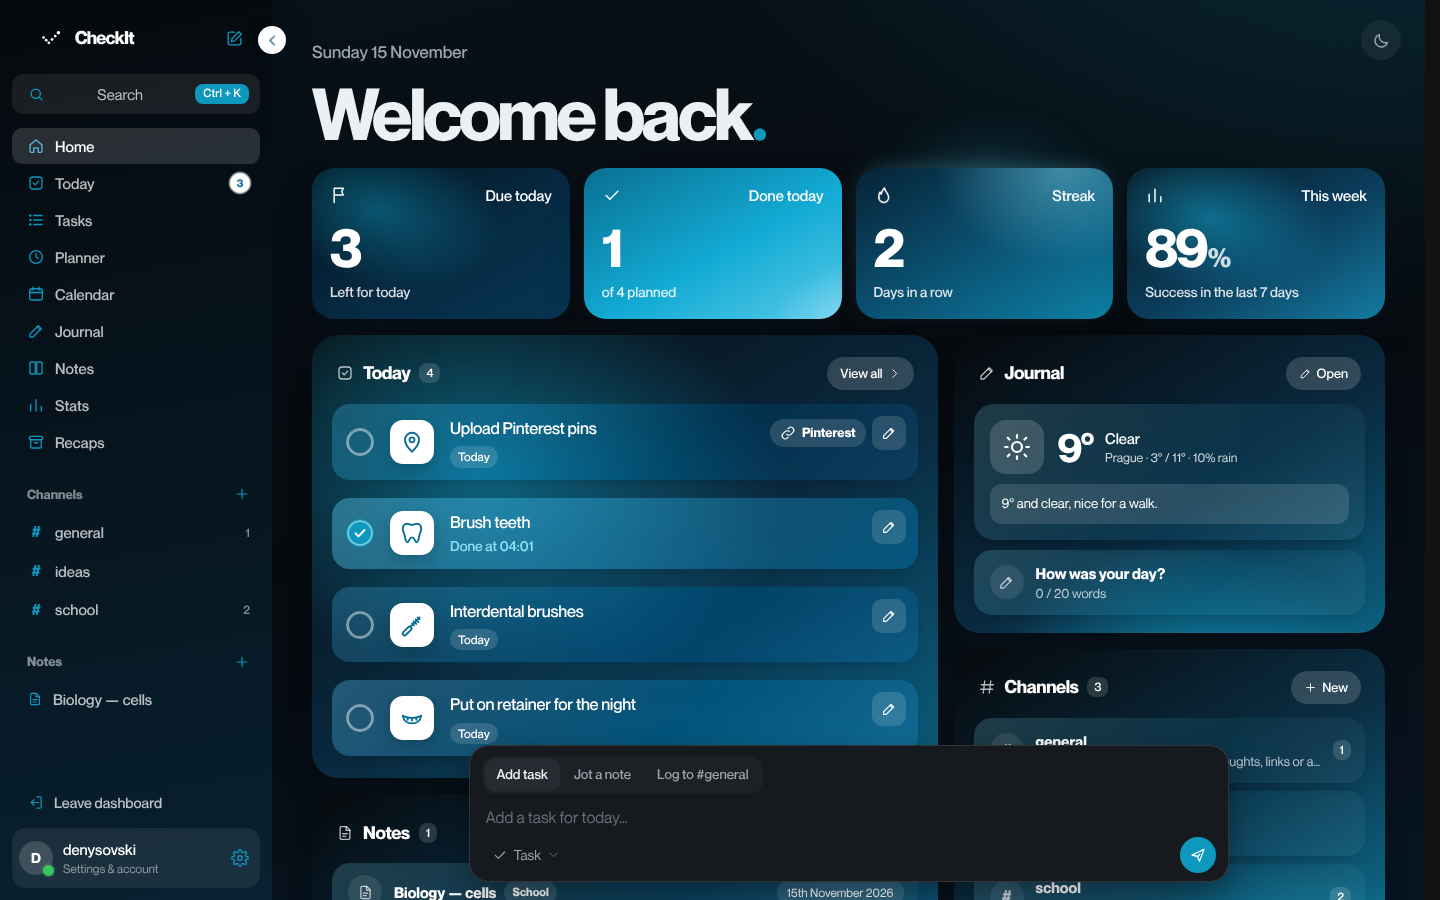 CheckIt
Search
Ctrl + K
Home
Today
3
Tasks
Planner
Calendar
Journal
Notes
Stats
Recaps
Channels
# general
1
# ideas
# school
2
Notes
Biology — cells
Leave dashboard
D
denysovski
Settings & account
Sunday 15 November
Welcome back.
Due today
3
Left for today
Done today
1
of 4 planned
Streak
2
Days in a row
This week
89%
Success in the last 7 days
Today 4
View all
Upload Pinterest pins
Today
Pinterest
Brush teeth
Done at 04:01
Interdental brushes
Today
Put on retainer for the night
Today
Notes 1
Biology — cells
School
15th November 2026
Journal
Open
9°
Clear
Prague · 3° / 11° · 10% rain
9° and clear, nice for a walk.
How was your day?
0 / 20 words
# Channels 3
+ New
general
links or a...
1
#
school
2
Add task
Jot a note
Log to #general
Add a task for today...
Task